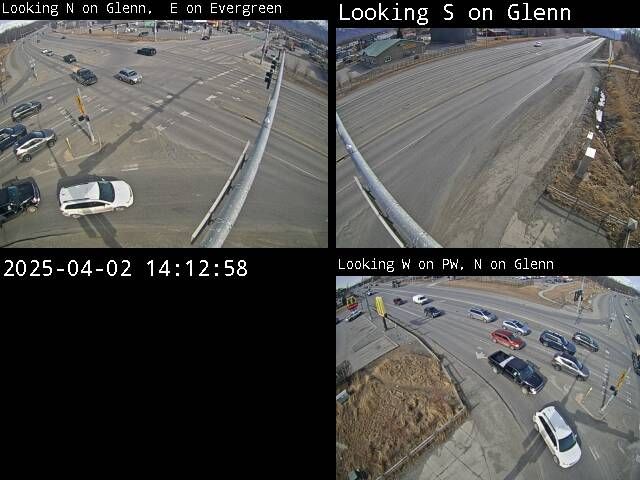 Looking N on Glenn,  E on Evergreen
Looking S on Glenn
2025-04-02 14:12:58
Looking W on PW, N on Glenn